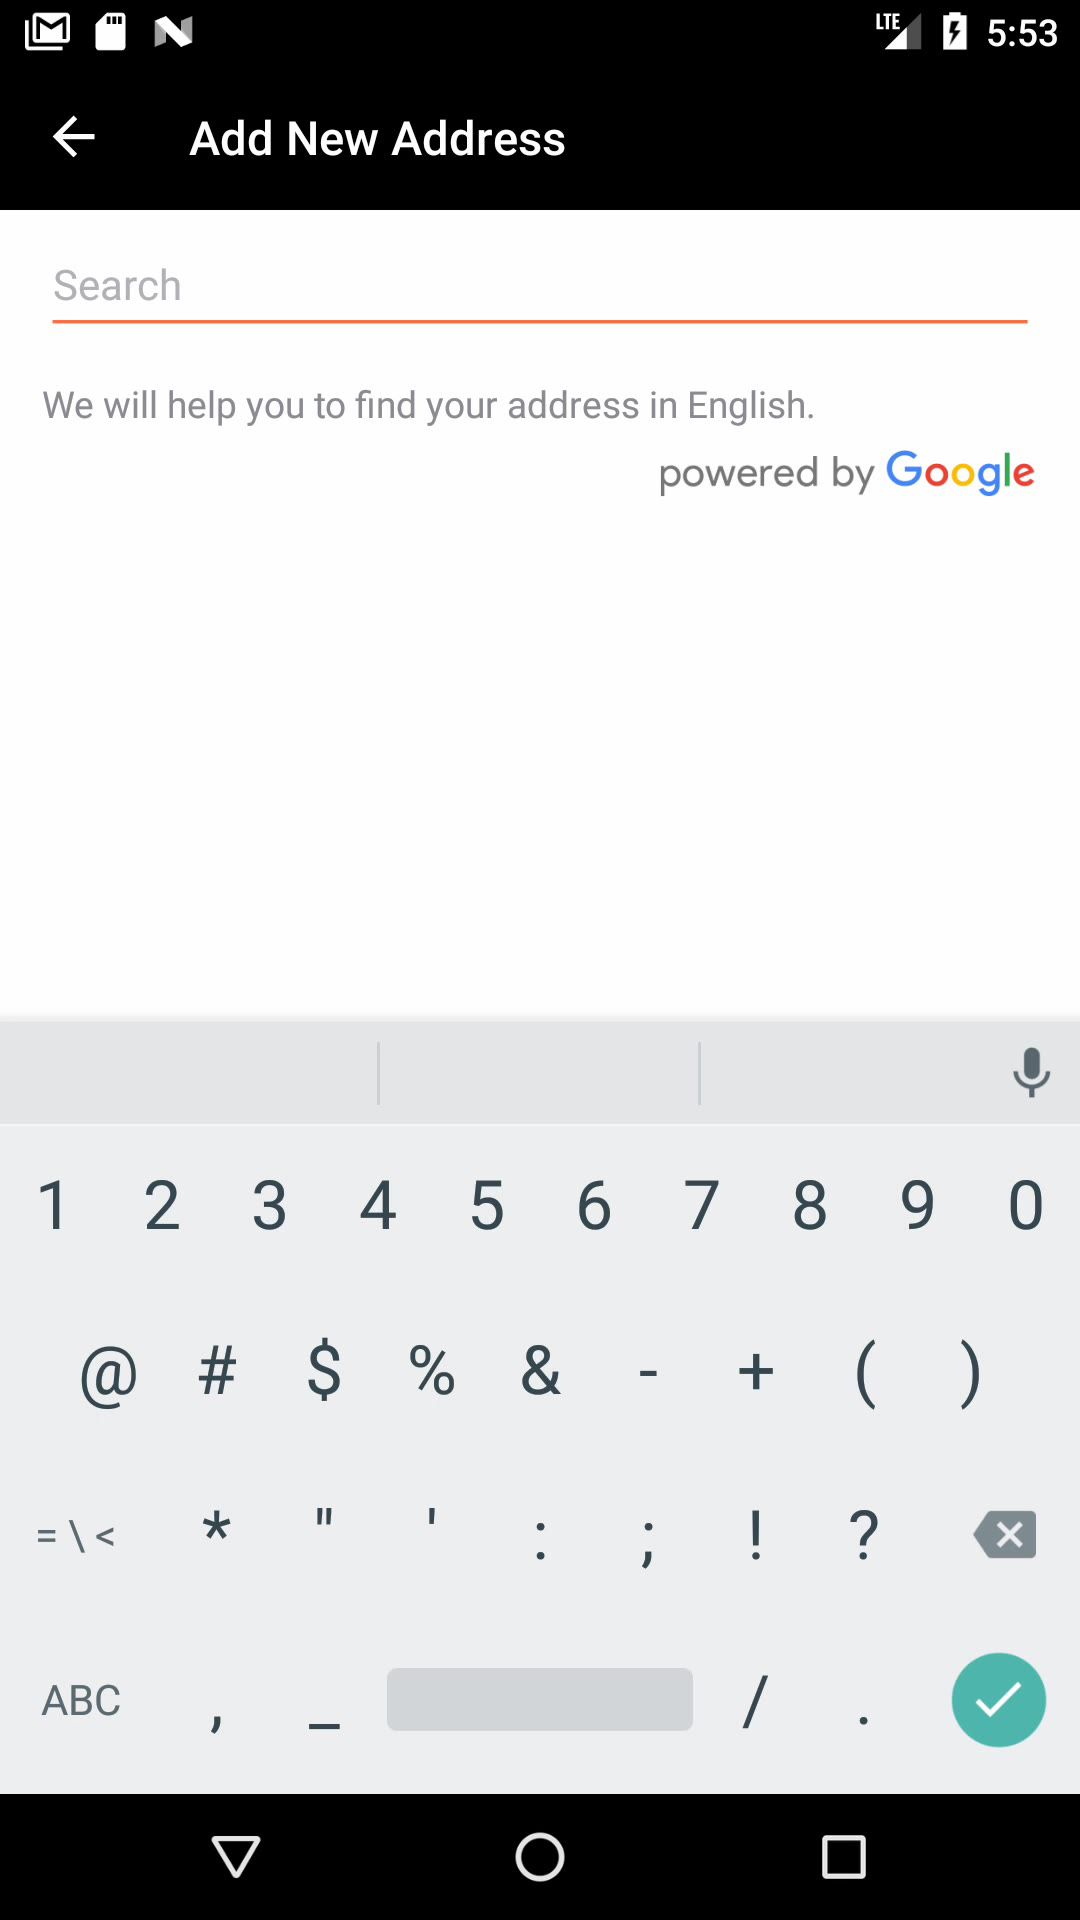 LTE 5:53
Add New Address
Search
We will help you to find your address in English.
powered by Google
1 2 3 4 5 6 7 8 9 0
@ # $ % & - + ( )
= \ < * " ' : ; ! ?
ABC , _ / .